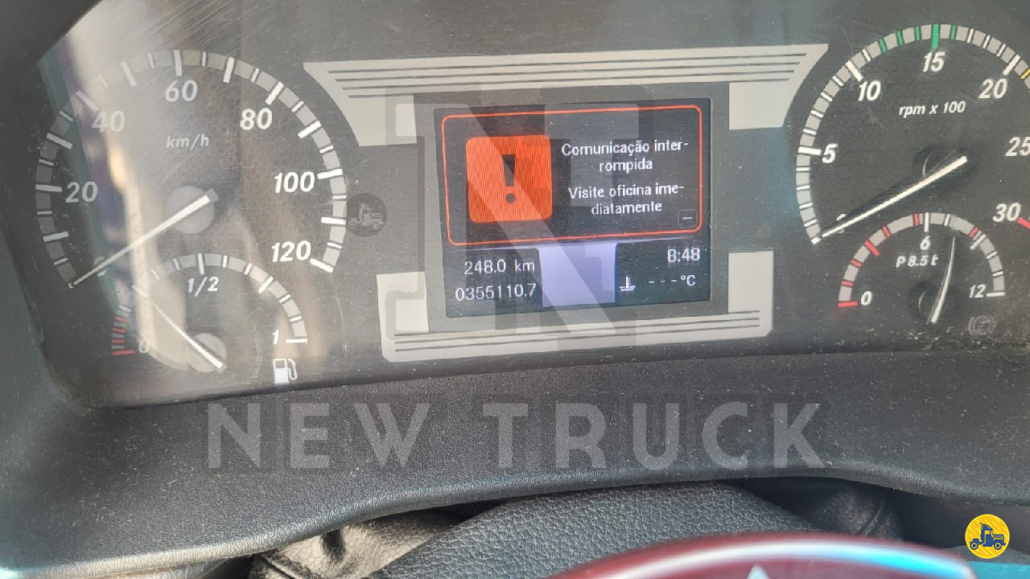 60
40
80
km/h
20
100
120
1/2
0
1
Comunicação inter-
rompida
Visite oficina ime-
diatamente
248.0 km
8:48
0355110.7
---°C
15
10
20
rpm x 100
5
25
30
6
P 8.5 t
0
12
NEW TRUCK